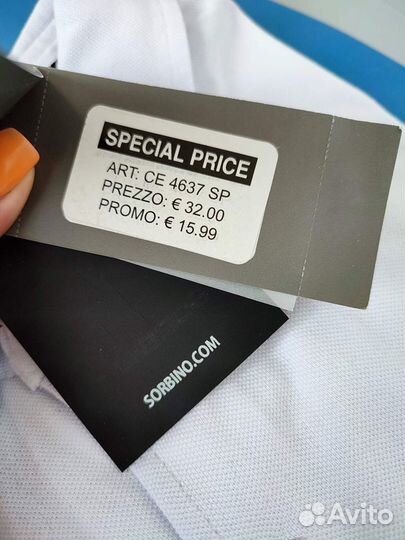 SPECIAL PRICE
ART: CE 4637 SP
PREZZO: € 32.00
PROMO: € 15.99
SORBINO.COM
Avito